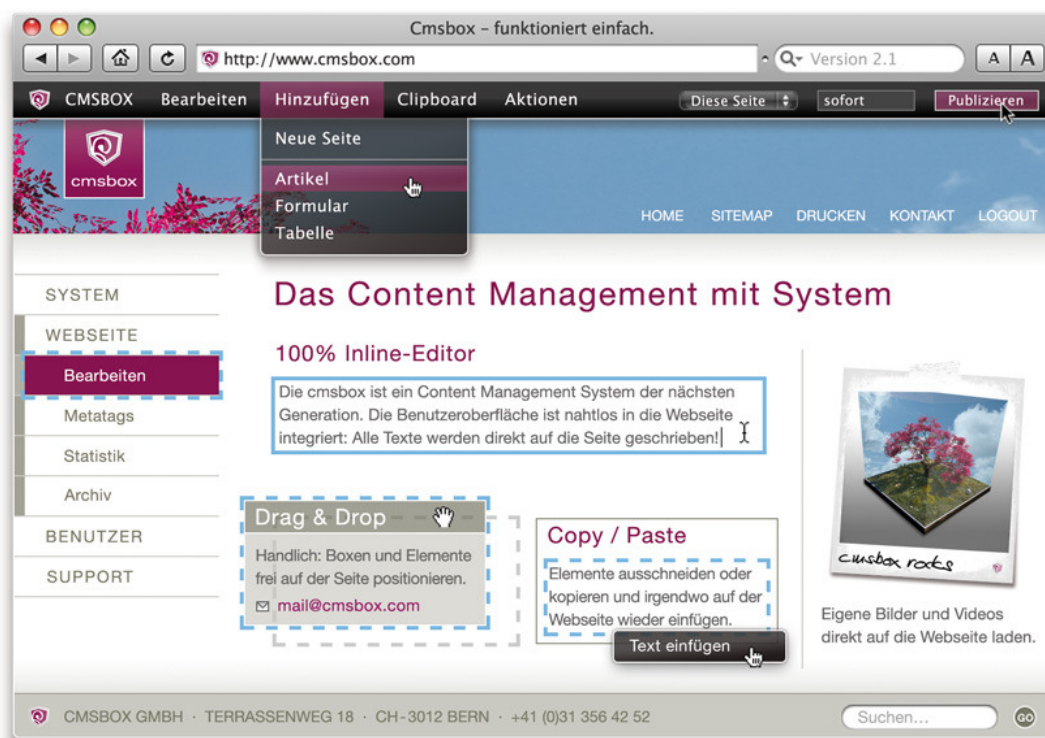 Cmsbox – funktioniert einfach.
http://www.cmsbox.com
Version 2.1
A A
CMSBOX Bearbeiten Hinzufügen Clipboard Aktionen Diese Seite sofort Publizieren
Neue Seite
Artikel
Formular
Tabelle
cmsbox
HOME SITEMAP DRUCKEN KONTAKT LOGOUT
SYSTEM
WEBSEITE
Bearbeiten
Metatags
Statistik
Archiv
BENUTZER
SUPPORT
Das Content Management mit System
100% Inline-Editor
Die cmsbox ist ein Content Management System der nächsten
Generation. Die Benutzeroberfläche ist nahtlos in die Webseite
integriert: Alle Texte werden direkt auf die Seite geschrieben!
Drag & Drop
Handlich: Boxen und Elemente
frei auf der Seite positionieren.
mail@cmsbox.com
Copy / Paste
Elemente ausschneiden oder
kopieren und irgendwo auf der
Webseite wieder einfügen.
Text einfügen
cmsbox rocks
Eigene Bilder und Videos
direkt auf die Webseite laden.
CMSBOX GMBH · TERRASSENWEG 18 · CH-3012 BERN · +41 (0)31 356 42 52
Suchen...
GO